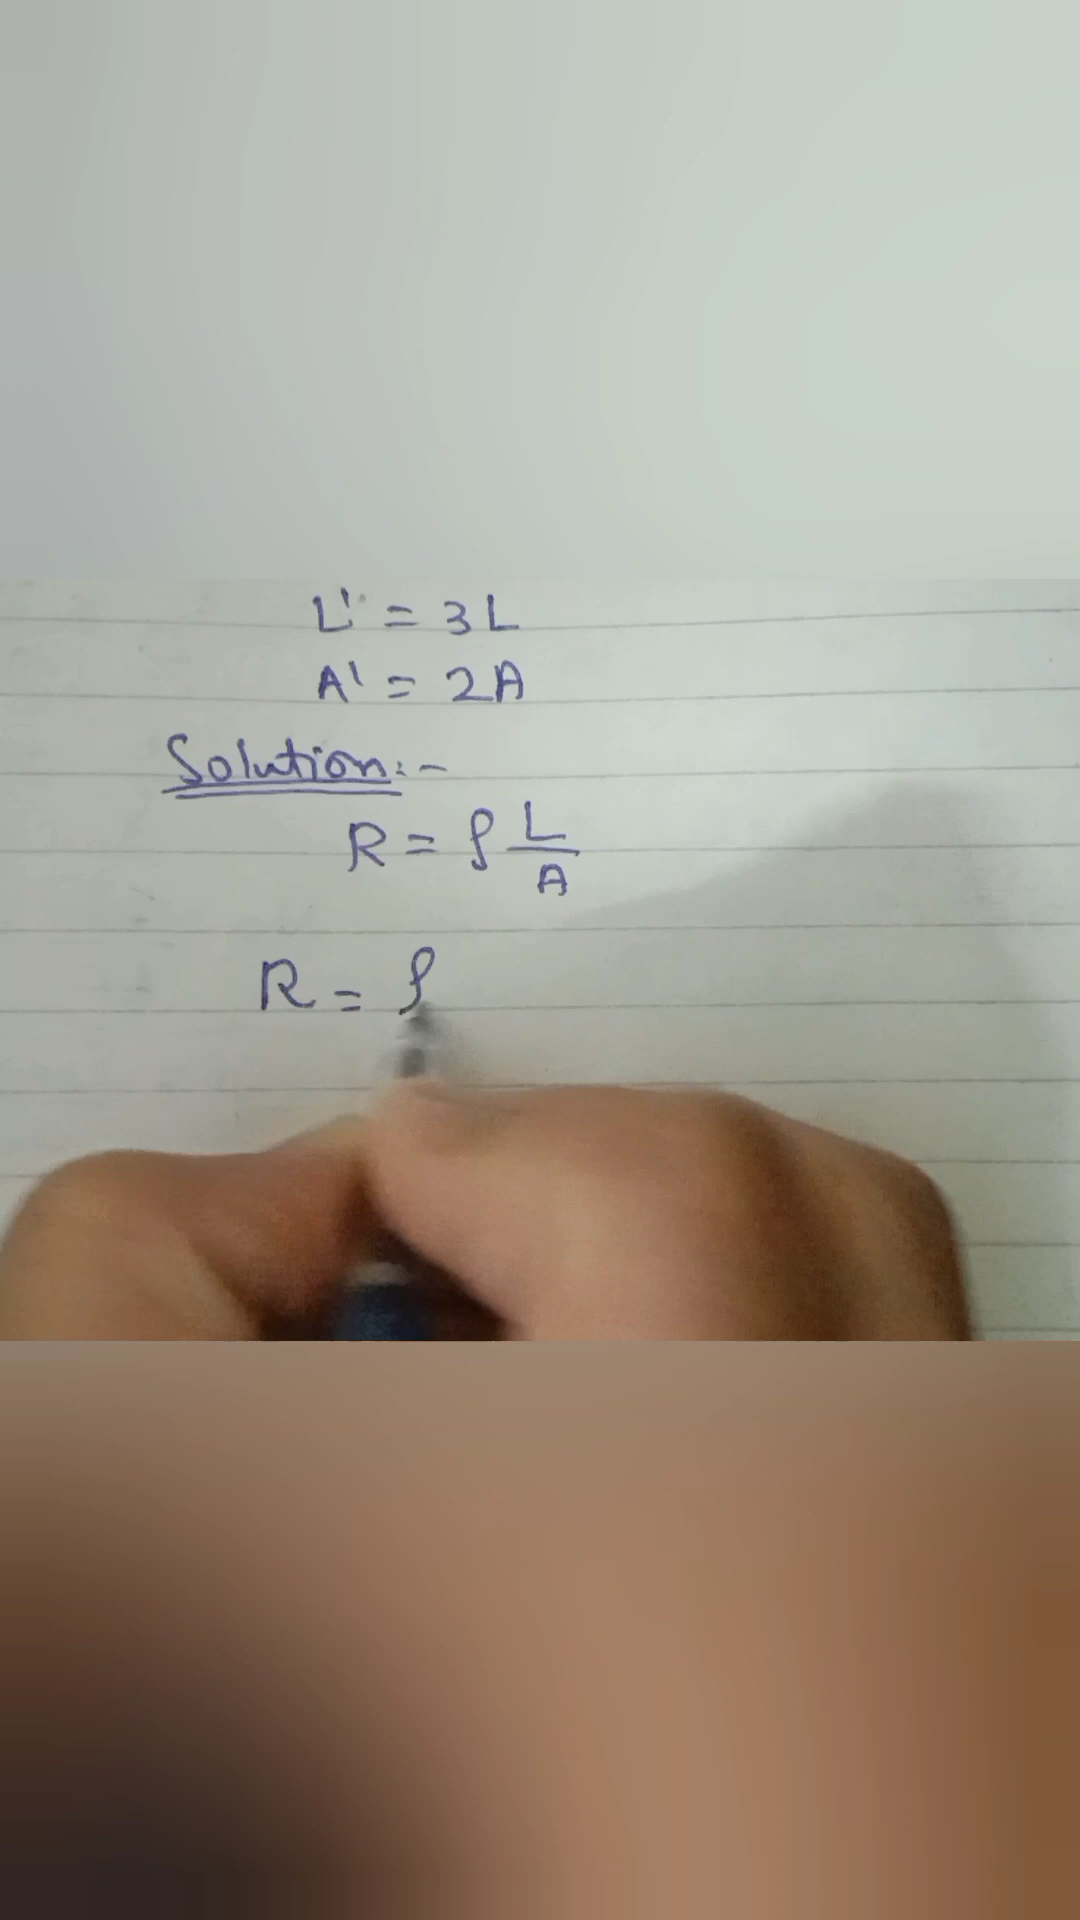 L' = 3L
A' = 2A
Solution:-
R = ρ L/A
R = ρ